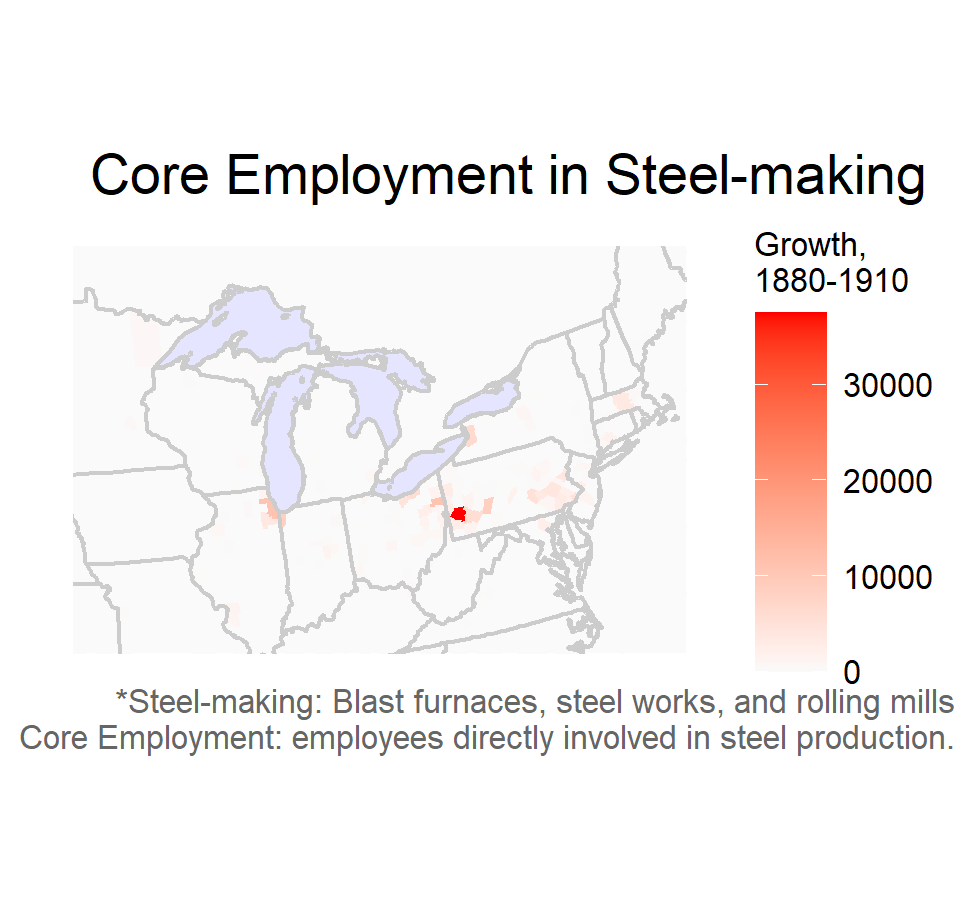 Core Employment in Steel-making
Growth,
1880-1910
30000
20000
10000
0
*Steel-making: Blast furnaces, steel works, and rolling mills
Core Employment: employees directly involved in steel production.